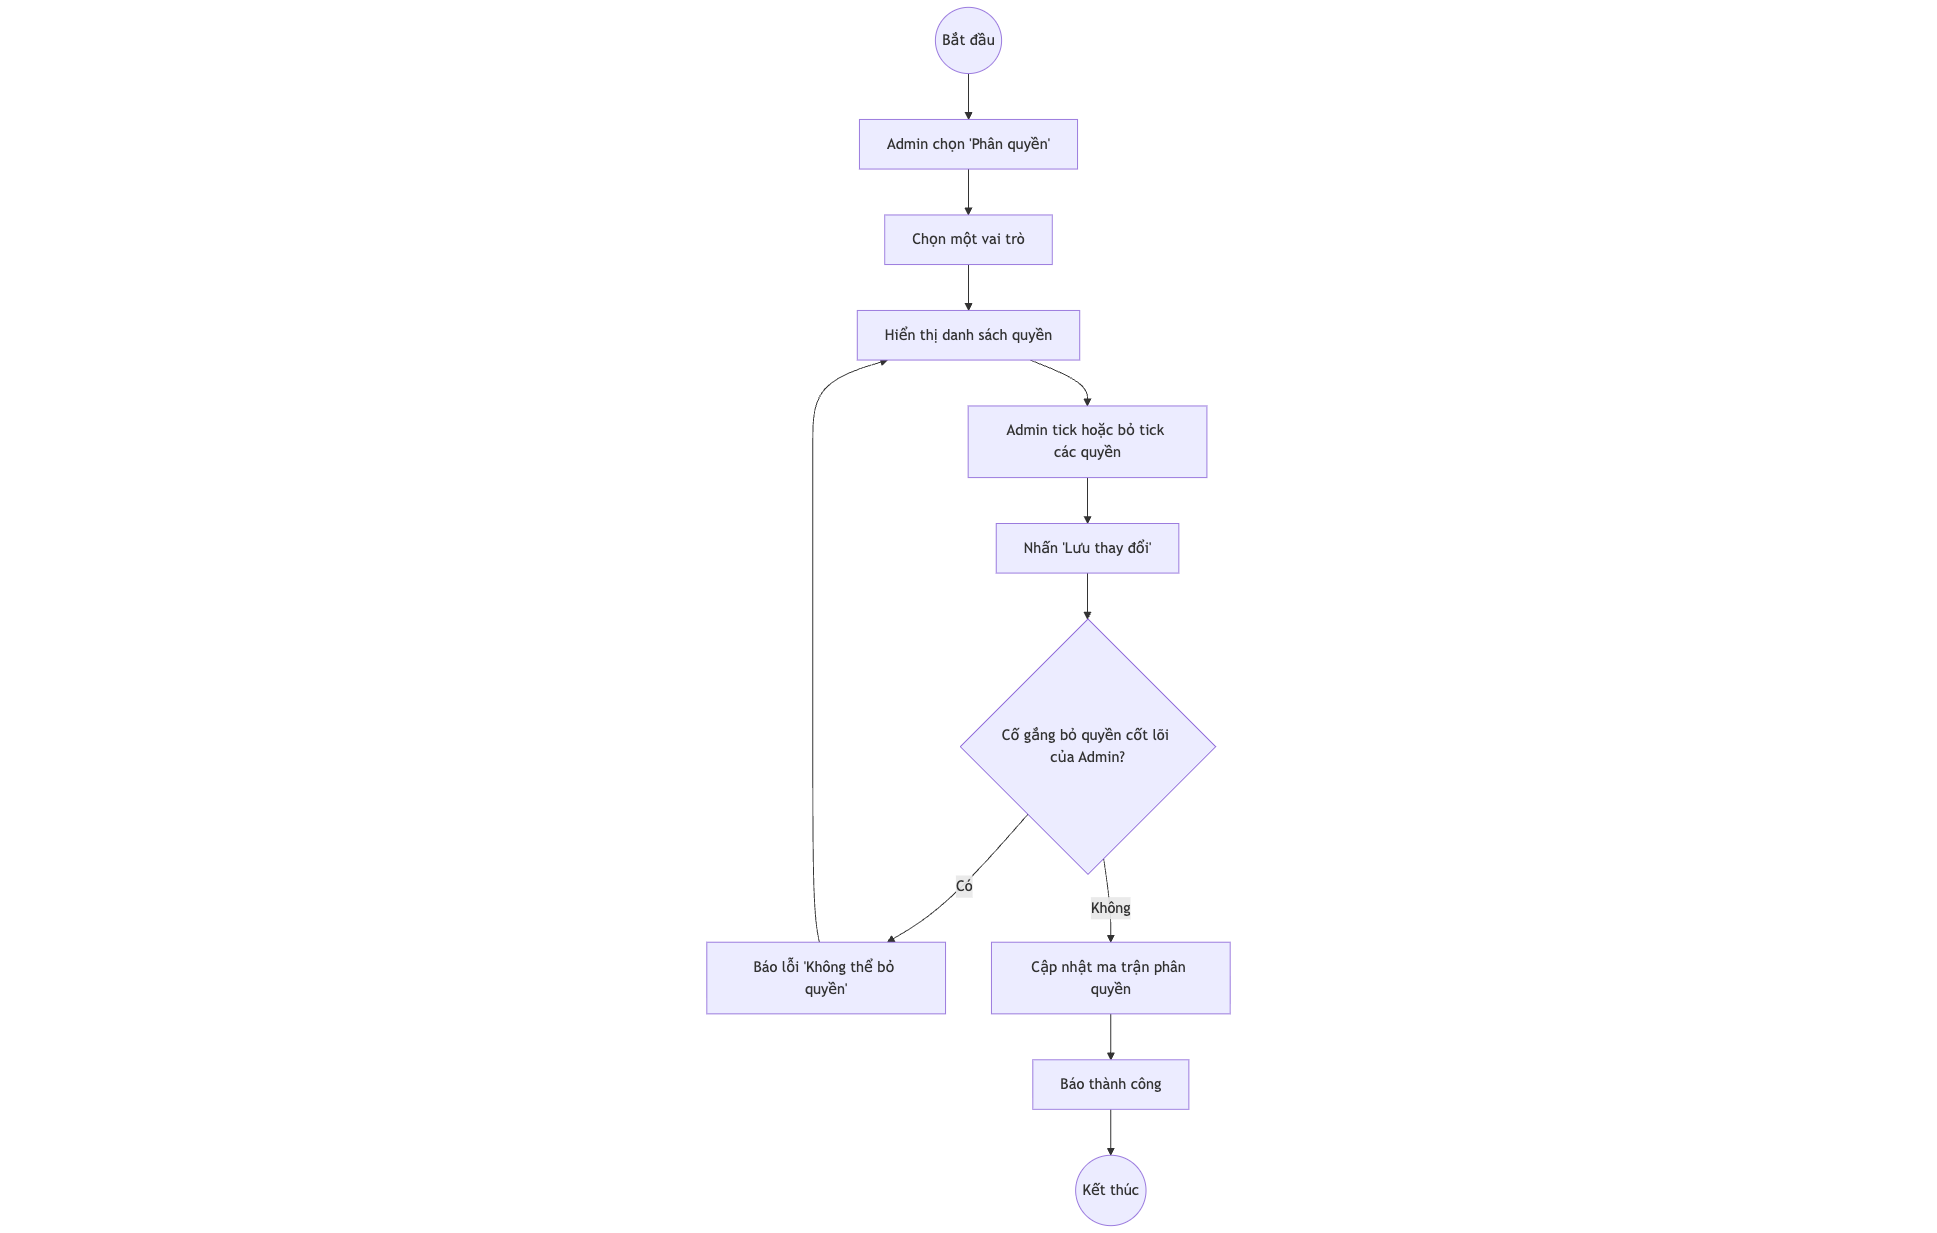 Bắt đầu
Admin chọn 'Phân quyền'
Chọn một vai trò
Hiển thị danh sách quyền
Admin tick hoặc bỏ tick
các quyền
Nhấn 'Lưu thay đổi'
Cố gắng bỏ quyền cốt lõi
của Admin?
Có
Không
Báo lỗi 'Không thể bỏ
quyền'
Cập nhật ma trận phân
quyền
Báo thành công
Kết thúc